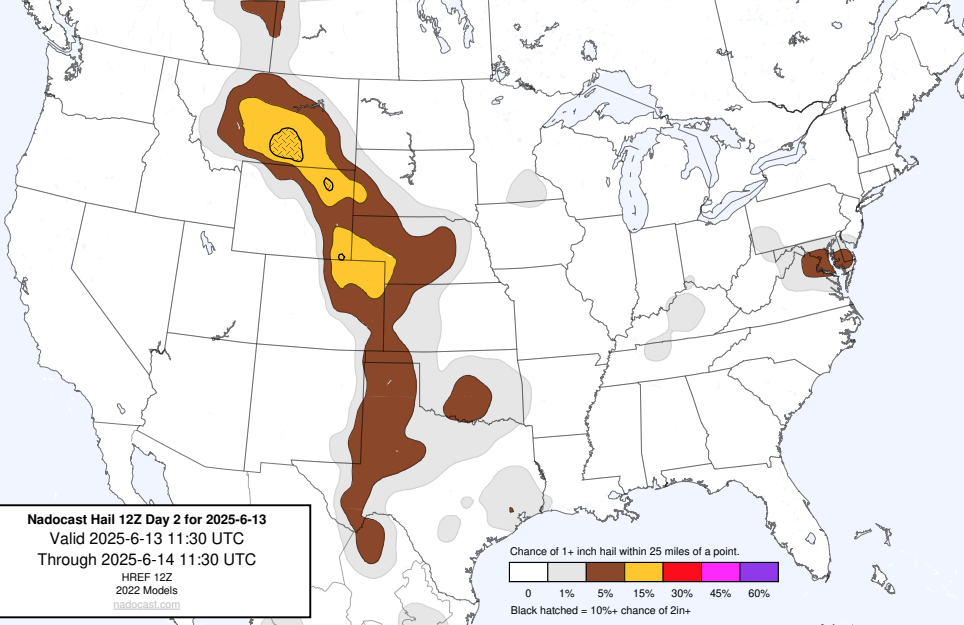 Nadocast Hail 12Z Day 2 for 2025-6-13
Valid 2025-6-13 11:30 UTC
Through 2025-6-14 11:30 UTC
HREF 12Z
2022 Models
nadocast.com
Chance of 1+ inch hail within 25 miles of a point.
0 1% 5% 15% 30% 45% 60%
Black hatched = 10%+ chance of 2in+